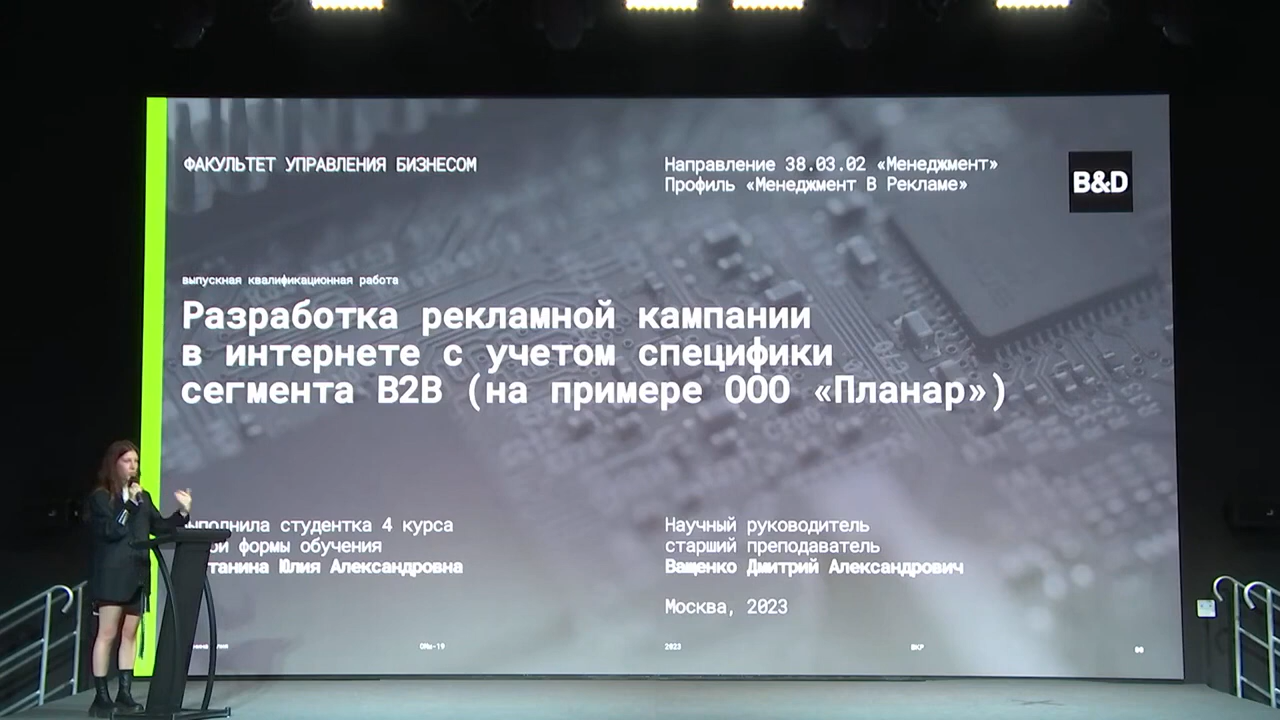 ФАКУЛЬТЕТ УПРАВЛЕНИЯ БИЗНЕСОМ
Направление 38.03.02 «Менеджмент»
Профиль «Менеджмент В Рекламе»
B&D
выпускная квалификационная работа
Разработка рекламной кампании
в интернете с учетом специфики
сегмента B2B (на примере ООО «Планар»)
студентка 4 курса
формы обучения
Юлия Александровна
Научный руководитель
старший преподаватель
Ващенко Дмитрий Александрович
Москва, 2023
2023
ВКР
00